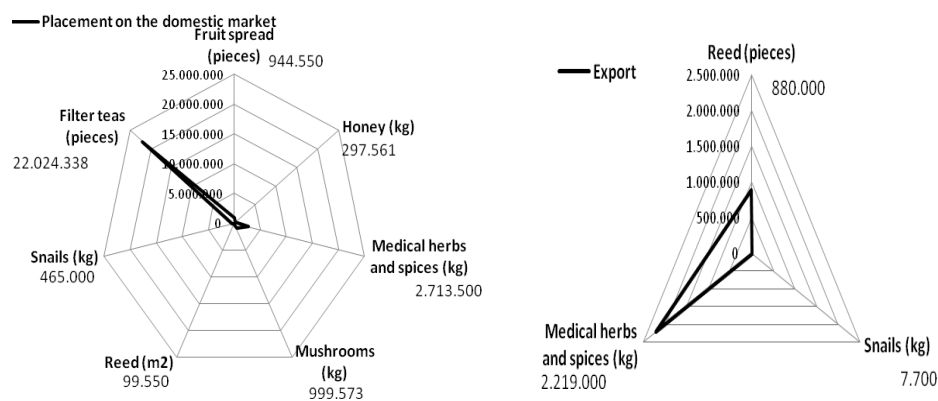 Placement on the domestic market
Fruit spread
(pieces)
944.550
25.000.000
20.000.000
15.000.000
10.000.000
5.000.000
0
Honey (kg)
297.561
Medical herbs
and spices (kg)
2.713.500
Mushrooms
(kg)
999.573
Reed (m2)
99.550
Snails (kg)
465.000
Filter teas
(pieces)
22.024.338
Export
Reed (pieces)
880.000
2.500.000
2.000.000
1.500.000
1.000.000
500.000
0
Snails (kg)
7.700
Medical herbs
and spices (kg)
2.219.000